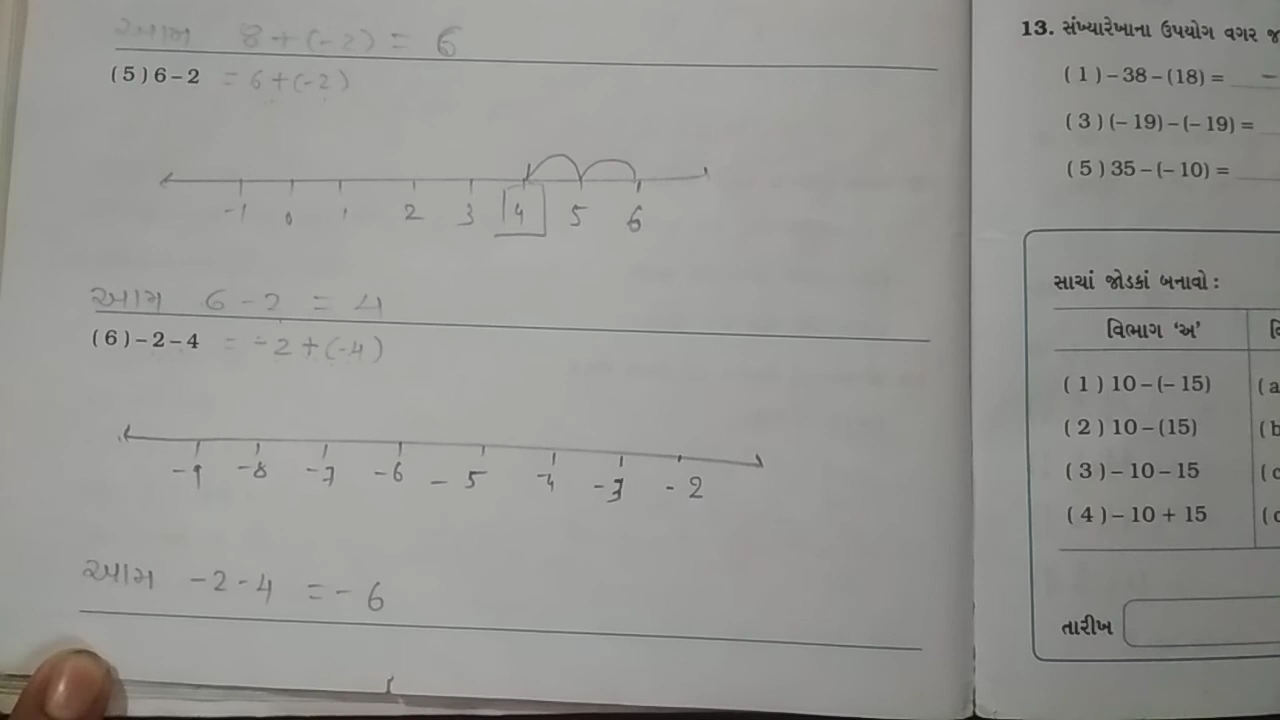 આમ 8 + (-2) = 6
(5) 6 – 2 = 6 + (-2)
-1 0 1 2 3 4 5 6
આમ 6 - 2 = 4
(6) – 2 – 4 = -2 + (-4)
-9 -8 -7 -6 -5 -4 -3 -2
આમ -2 - 4 = - 6
13. સંખ્યારેખાના ઉપયોગ વગર
(1) – 38 – (18) = –
(3) (– 19) – (– 19) =
(5) 35 – (– 10) =
સાચાં જોડકાં બનાવો :
વિભાગ ‘અ’
(1) 10 – (– 15) (a
(2) 10 – (15) (b
(3) – 10 – 15 (c
(4) – 10 + 15 (d
તારીખ